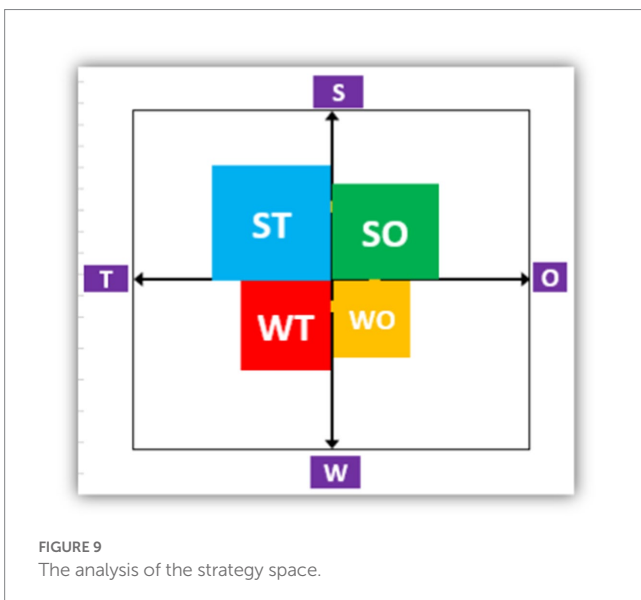 S
ST
SO
T
O
WT
WO
W
FIGURE 9
The analysis of the strategy space.